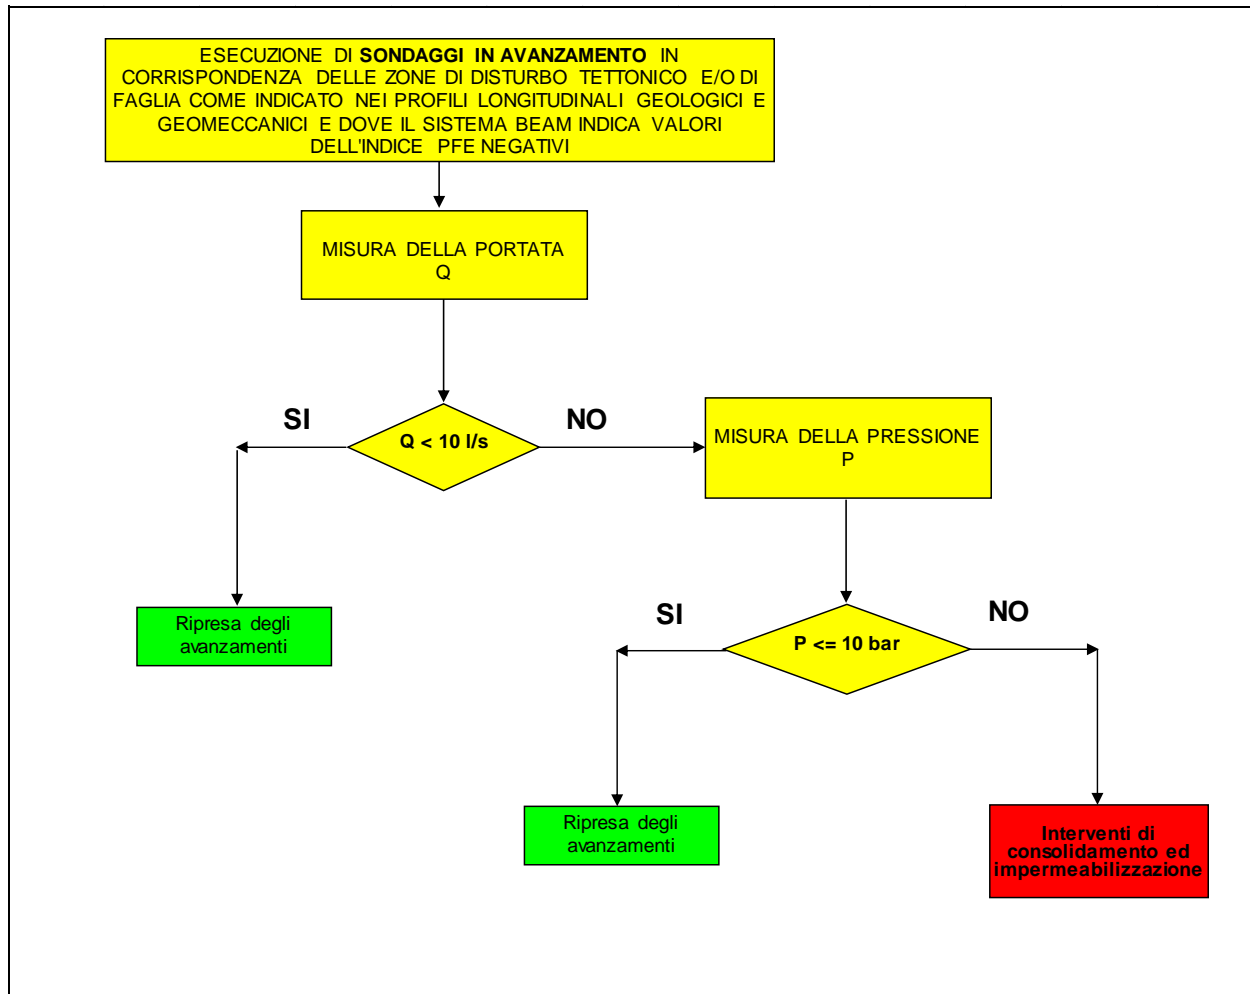 ESECUZIONE DI SONDAGGI IN AVANZAMENTO IN
CORRISPONDENZA DELLE ZONE DI DISTURBO TETTONICO E/O DI
FAGLIA COME INDICATO NEI PROFILI LONGITUDINALI GEOLOGICI E
GEOMECCANICI E DOVE IL SISTEMA BEAM INDICA VALORI
DELL'INDICE PFE NEGATIVI
MISURA DELLA PORTATA
Q
SI
Q < 10 l/s
NO
MISURA DELLA PRESSIONE
P
Ripresa degli
avanzamenti
SI
P <= 10 bar
NO
Ripresa degli
avanzamenti
Interventi di
consolidamento ed
impermeabilizzazione